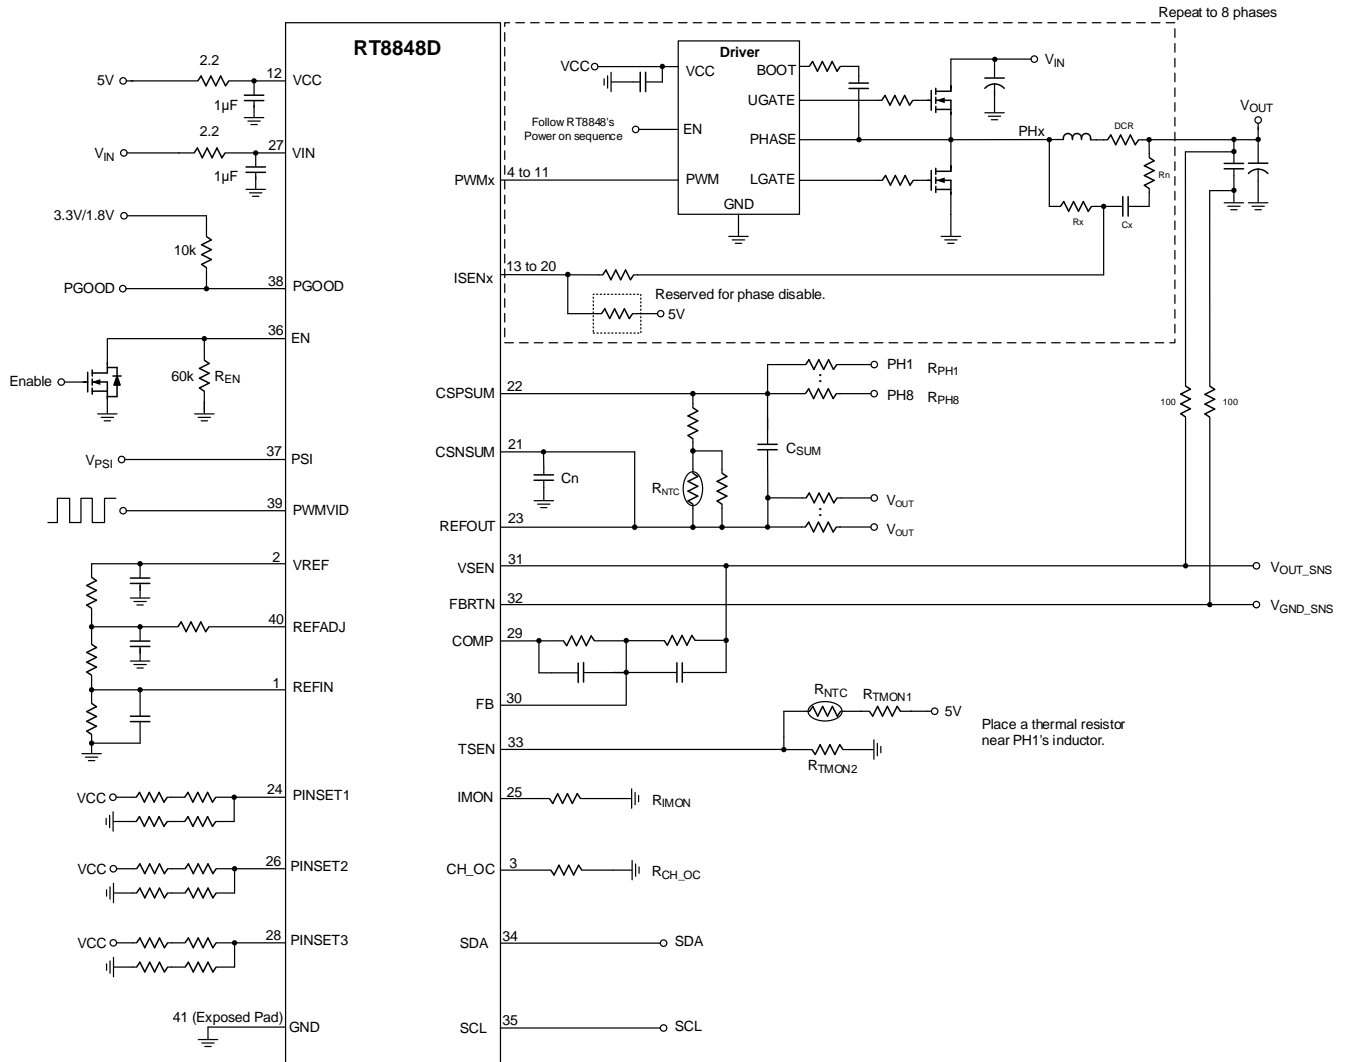 Repeat to 8 phases
RT8848D
5V
2.2
12
VCC
1µF
VIN
2.2
27
VIN
1µF
3.3V/1.8V
10k
PGOOD
38
PGOOD
36
EN
Enable
60k
REN
VPSI
37
PSI
39
PWMVID
2
VREF
40
REFADJ
1
REFIN
VCC
24
PINSET1
VCC
26
PINSET2
VCC
28
PINSET3
41 (Exposed Pad)
GND
PWMx
4 to 11
ISENx
13 to 20
CSPSUM
22
CSNSUM
21
REFOUT
23
VSEN
31
FBRTN
32
COMP
29
FB
30
TSEN
33
IMON
25
CH_OC
3
SDA
34
SCL
35
Driver
VCC
VCC
BOOT
UGATE
Follow RT8848's
Power on sequence
EN
PHASE
PWM
LGATE
GND
VIN
PHx
DCR
Rn
Rx
Cx
VOUT
Reserved for phase disable.
5V
PH1
RPH1
PH8
RPH8
CSUM
Cn
RNTC
VOUT
VOUT
100
100
VOUT_SNS
VGND_SNS
RNTC
RTMON1
5V
RTMON2
Place a thermal resistor
near PH1's inductor.
RIMON
RCH_OC
SDA
SCL